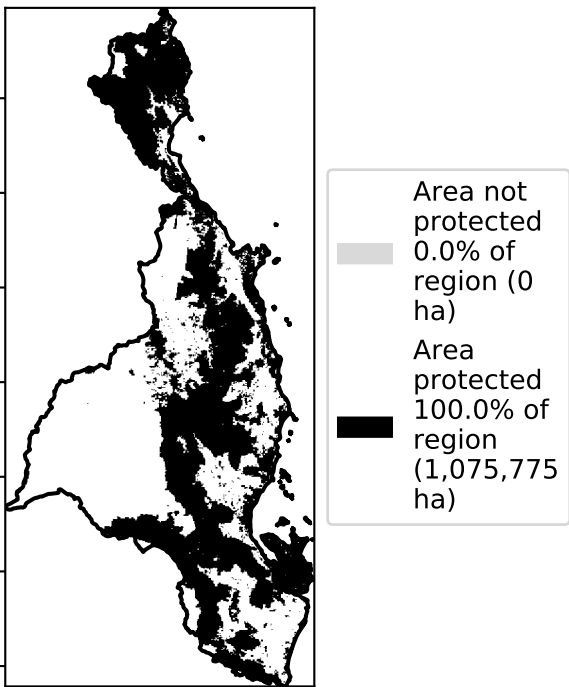 Area not
protected
0.0% of
region (0
ha)
Area
protected
100.0% of
region
(1,075,775
ha)